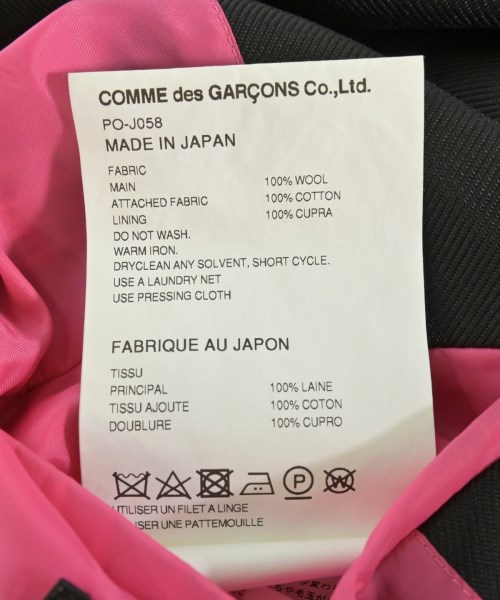 COMME des GARÇONS Co.,Ltd.
PO-J058
MADE IN JAPAN
FABRIC
MAIN 100% WOOL
ATTACHED FABRIC 100% COTTON
LINING 100% CUPRA
DO NOT WASH.
WARM IRON.
DRYCLEAN ANY SOLVENT, SHORT CYCLE.
USE A LAUNDRY NET
USE PRESSING CLOTH
FABRIQUE AU JAPON
TISSU
PRINCIPAL 100% LAINE
TISSU AJOUTE 100% COTON
DOUBLURE 100% CUPRO
P W
UTILISER UN FILET A LINGE
UNE PATTEMOUILLE